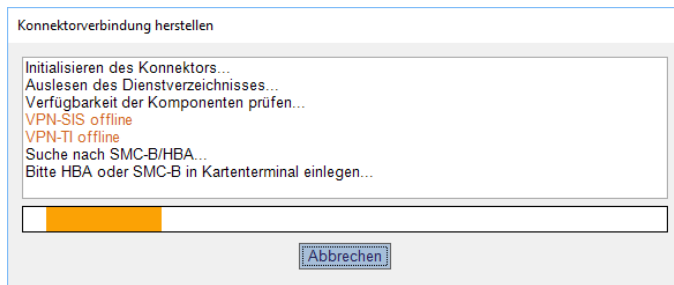 Konnektorverbindung herstellen
Initialisieren des Konnektors...
Auslesen des Dienstverzeichnisses...
Verfügbarkeit der Komponenten prüfen...
VPN-SIS offline
VPN-TI offline
Suche nach SMC-B/HBA...
Bitte HBA oder SMC-B in Kartenterminal einlegen...
Abbrechen